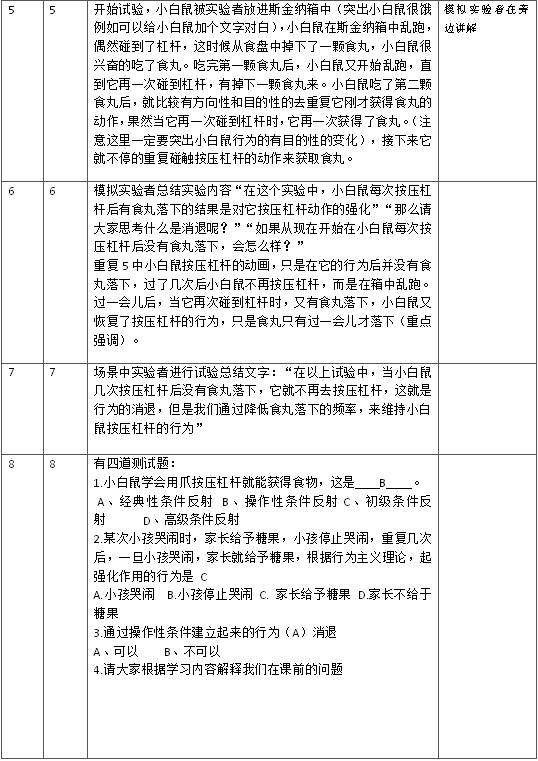 5 5 开始试验，小白鼠被实验者放进斯金纳箱中（突出小白鼠很饿 模拟实验者在旁
例如可以给小白鼠加个文字对白），小白鼠在斯金纳箱中乱跑， 边讲解
偶然碰到了杠杆，这时候从食盘中掉下了一颗食丸，小白鼠很
兴奋的吃了食丸。吃完第一颗食丸后，小白鼠又开始乱跑，直
到它再一次碰到杠杆，有掉下一颗食丸来。小白鼠吃了第二颗
食丸后，就比较有方向性和目的性的去重复它刚才获得食丸的
动作，果然当它再一次碰到杠杆时，它再一次获得了食丸。（注
意这里一定要突出小白鼠行为的有目的性的变化），接下来它
就不停的重复碰触按压杠杆的动作来获取食丸。
6 6 模拟实验者总结实验内容“在这个实验中，小白鼠每次按压杠
杆后有食丸落下的结果是对它按压杠杆动作的强化”“那么请
大家思考什么是消退呢？”“如果从现在开始在小白鼠每次按
压杠杆后没有食丸落下，会怎么样？”
重复5中小白鼠按压杠杆的动画，只是在它的行为后并没有食
丸落下，过了几次后小白鼠不再按压杠杆，而是在箱中乱跑。
过一会儿后，当它再次碰到杠杆时，又有食丸落下，小白鼠又
恢复了按压杠杆的行为，只是食丸只有过一会儿才落下（重点
强调）。
7 7 场景中实验者进行试验总结文字：“在以上试验中，当小白鼠
几次按压杠杆后没有食丸落下，它就不再去按压杠杆，这就是
行为的消退，但是我们通过降低食丸落下的频率，来维持小白
鼠按压杠杆的行为”
8 8 有四道测试题：
1.小白鼠学会用爪按压杠杆就能获得食物，这是____B____。
A、经典性条件反射 B、操作性条件反射 C、初级条件反
射 D、高级条件反射
2.某次小孩哭闹时，家长给予糖果，小孩停止哭闹，重复几次
后，一旦小孩哭闹，家长就给予糖果，根据行为主义理论，起
强化作用的行为是 C
A.小孩哭闹 B.小孩停止哭闹 C. 家长给予糖果 D.家长不给于
糖果
3.通过操作性条件建立起来的行为（A）消退
A、可以 B、不可以
4.请大家根据学习内容解释我们在课前的问题